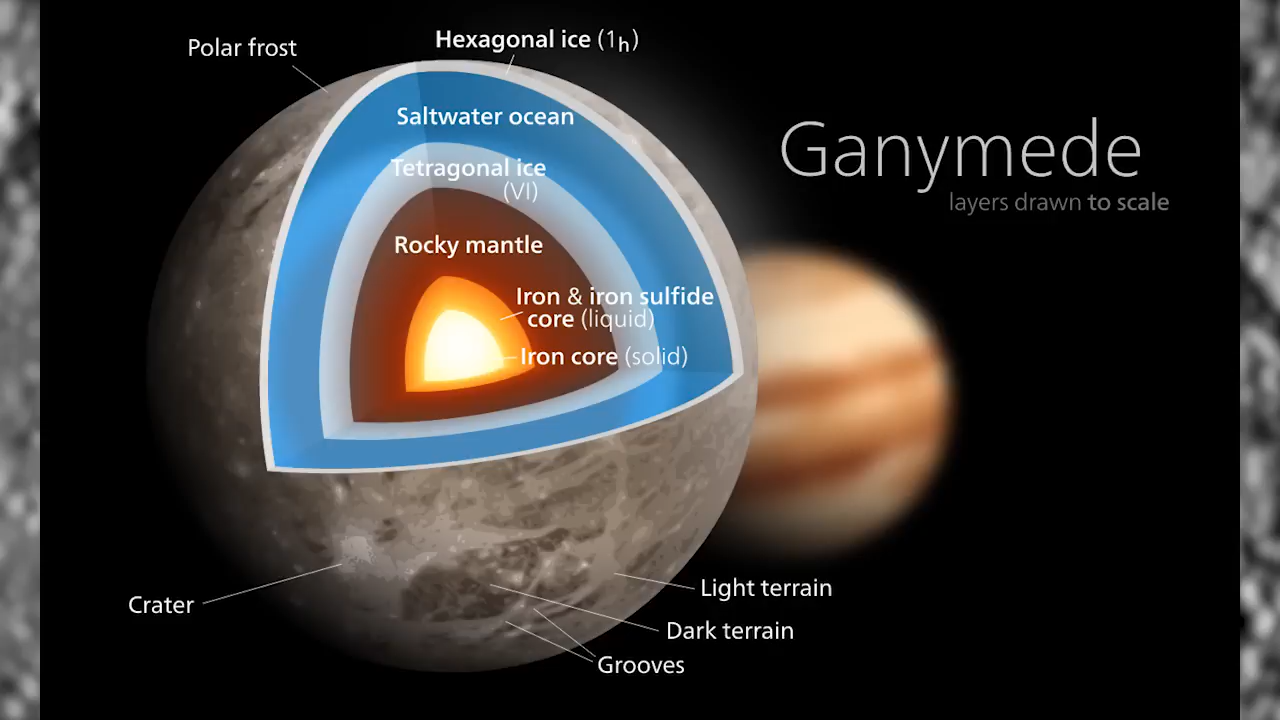 Polar frost
Hexagonal ice (1h)
Saltwater ocean
Tetragonal ice
(VI)
Rocky mantle
Iron & iron sulfide
core (liquid)
Iron core (solid)
Ganymede
layers drawn to scale
Crater
Light terrain
Dark terrain
Grooves